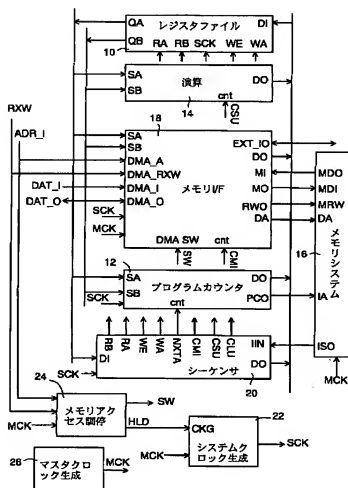 QA レジスタファイル DI
QB
10 RA RB SCK WE WA
SA 演算 DO
SB
14 cnt
CSU
RXW
ADR_I
18
SA
SB EXT_IO
DMA_A DO
DMA_RXW メモリI/F MI MDO
DAT_I DMA_I MO MDI
DAT_O DMA_O RWO MRW
SCK DA DA
MCK
DMA SW cnt
16 メモリシステム
SW CMI
12
SA DO
SB プログラムカウンタ PCO IA
SCK cnt
RB RA WE WA NXTA CMI CSU CLU IIN ISO
DI シーケンサ DO
SCK 20
MCK
24
メモリアクセス調停 SW
MCK HLD
22
CKG システムクロック生成 SCK
MCK
26
マスタクロック生成 MCK